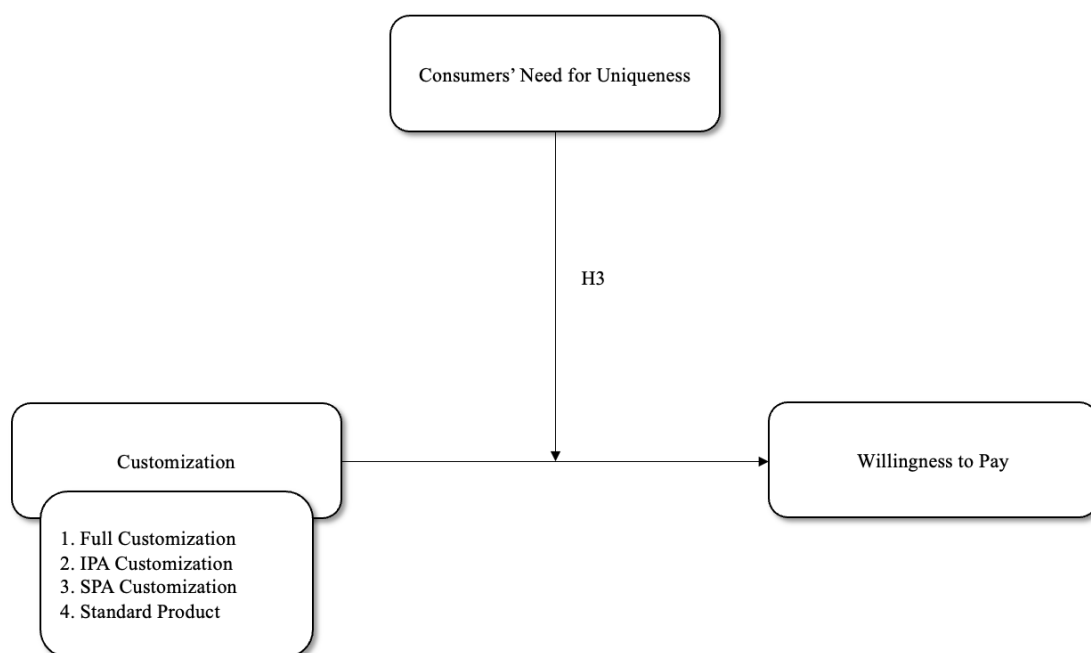 Consumers’ Need for Uniqueness
H3
Customization
Willingness to Pay
1. Full Customization
2. IPA Customization
3. SPA Customization
4. Standard Product